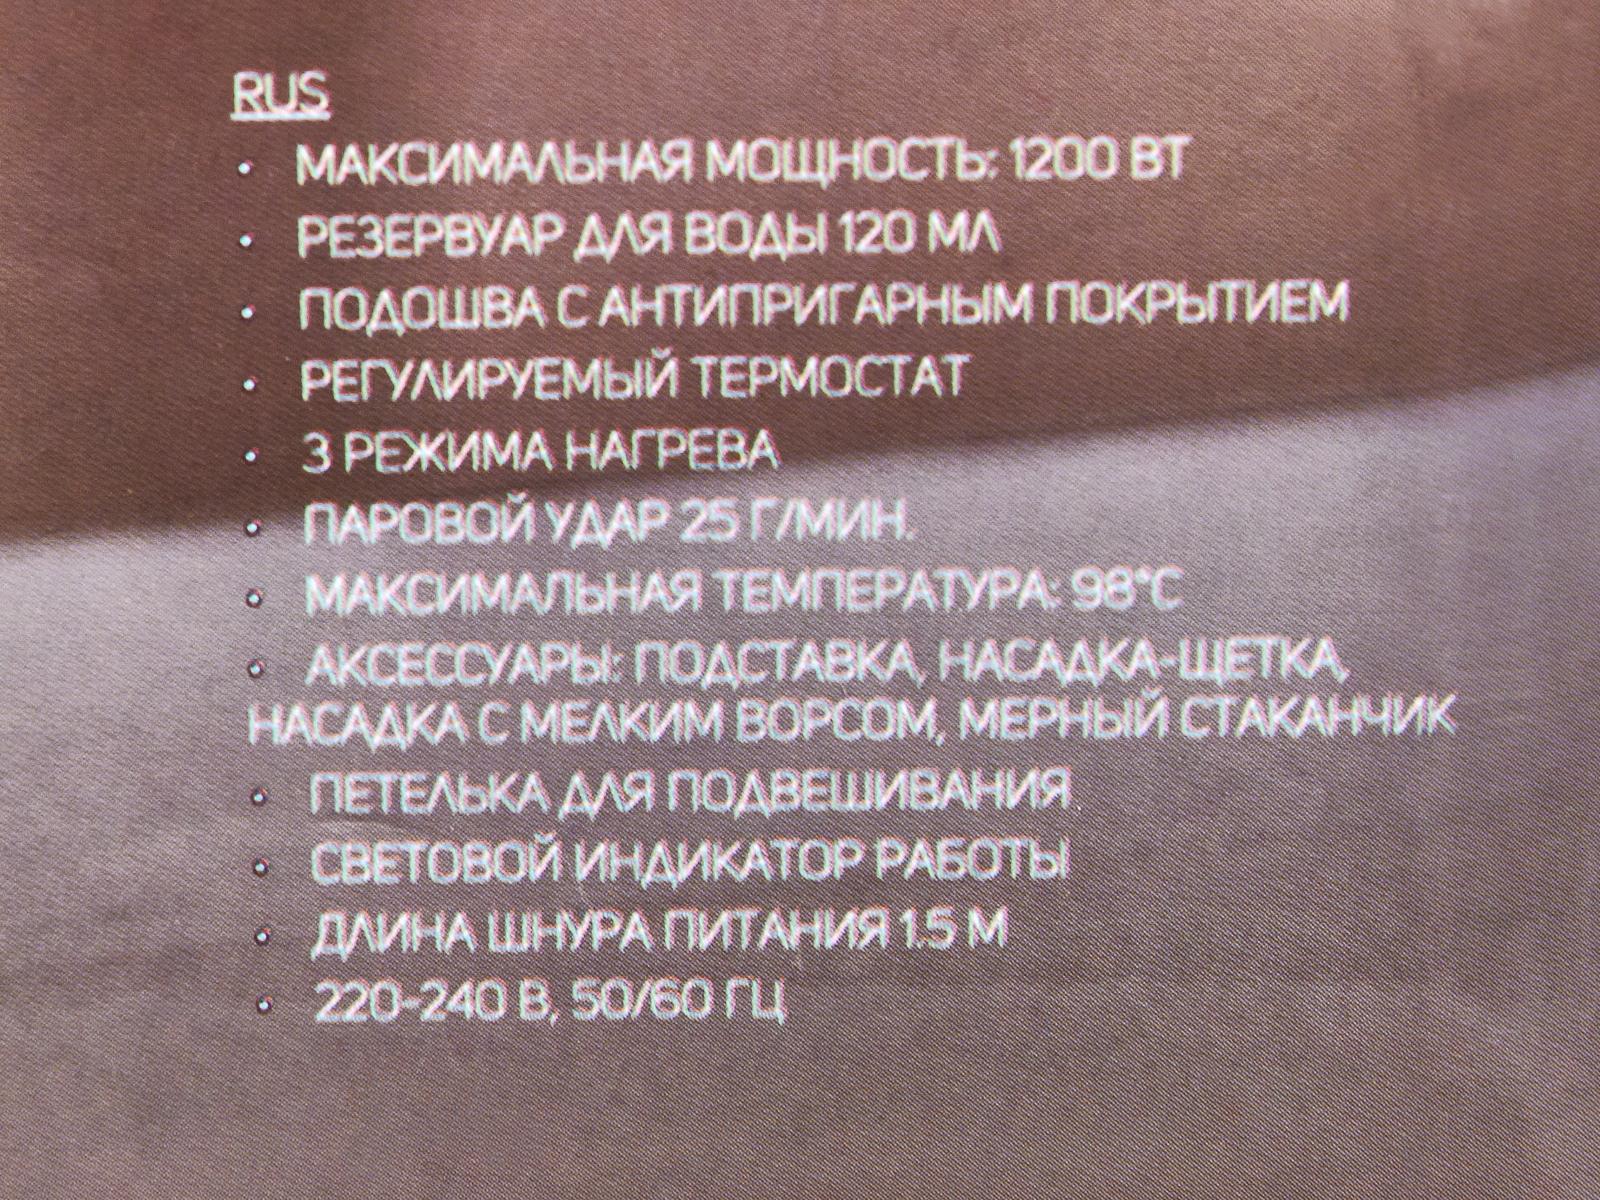 RUS
• МАКСИМАЛЬНАЯ МОЩНОСТЬ: 1200 ВТ
• РЕЗЕРВУАР ДЛЯ ВОДЫ 120 МЛ
• ПОДОШВА С АНТИПРИГАРНЫМ ПОКРЫТИЕМ
• РЕГУЛИРУЕМЫЙ ТЕРМОСТАТ
• 3 РЕЖИМА НАГРЕВА
• ПАРОВОЙ УДАР 25 Г/МИН.
• МАКСИМАЛЬНАЯ ТЕМПЕРАТУРА: 98°C
• АКСЕССУАРЫ: ПОДСТАВКА, НАСАДКА-ЩЕТКА,
НАСАДКА С МЕЛКИМ ВОРСОМ, МЕРНЫЙ СТАКАНЧИК
• ПЕТЕЛЬКА ДЛЯ ПОДВЕШИВАНИЯ
• СВЕТОВОЙ ИНДИКАТОР РАБОТЫ
• ДЛИНА ШНУРА ПИТАНИЯ 1.5 М
• 220-240 В, 50/60 ГЦ